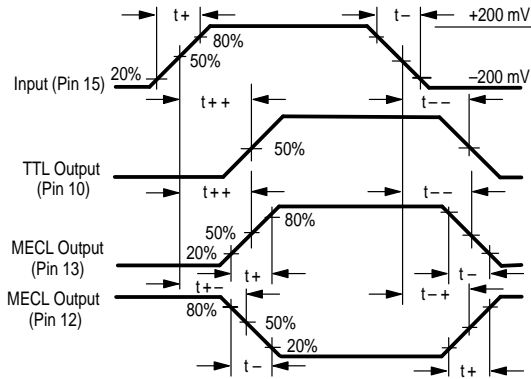 t+
t−
+200 mV
80%
50%
20%
Input (Pin 15)
−200 mV
t++
t−−
50%
TTL Output
(Pin 10)
t++
t−−
80%
50%
20%
MECL Output
(Pin 13)
t+
t−
t+−
t−+
MECL Output
(Pin 12)
80%
50%
20%
t−
t+